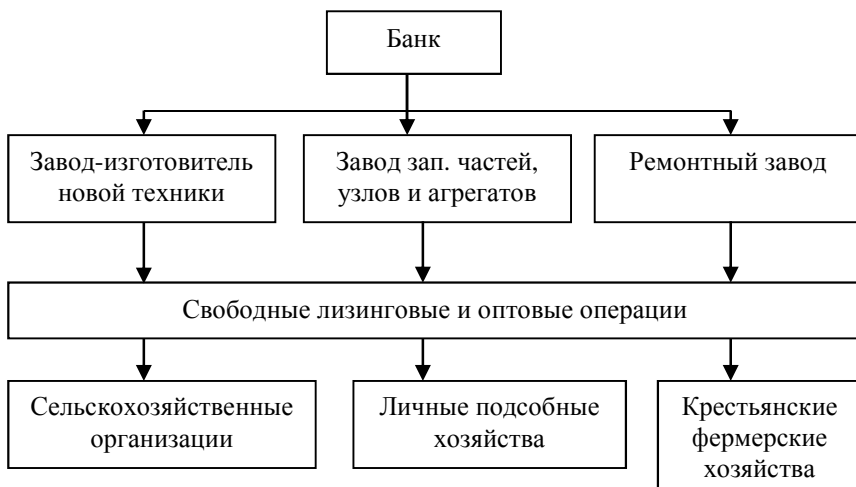 Банк
Завод-изготовитель
новой техники
Завод зап. частей,
узлов и агрегатов
Ремонтный завод
Свободные лизинговые и оптовые операции
Сельскохозяйственные
организации
Личные подсобные
хозяйства
Крестьянские
фермерские
хозяйства